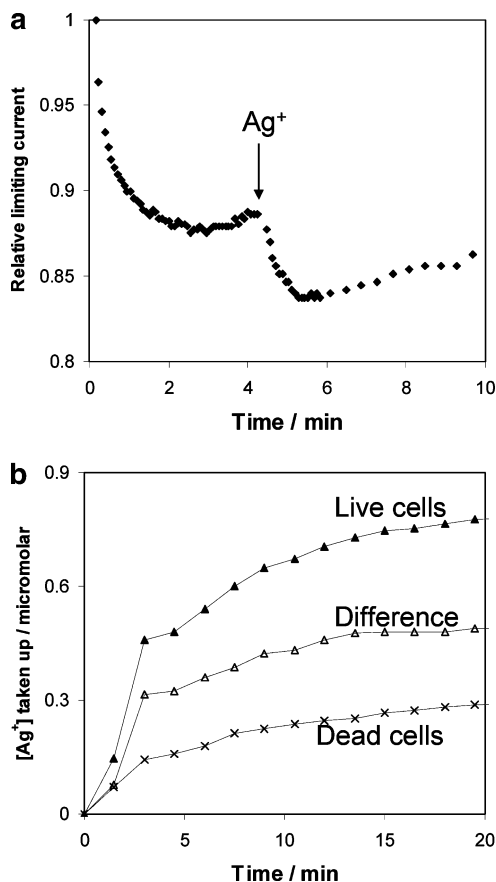 a
1
0.95
0.9
0.85
0.8
Relative limiting current
Ag⁺
0
2
4
6
8
10
Time / min
b
0.9
0.6
0.3
0
[Ag⁺] taken up / micromolar
Live cells
Difference
Dead cells
0
5
10
15
20
Time / min